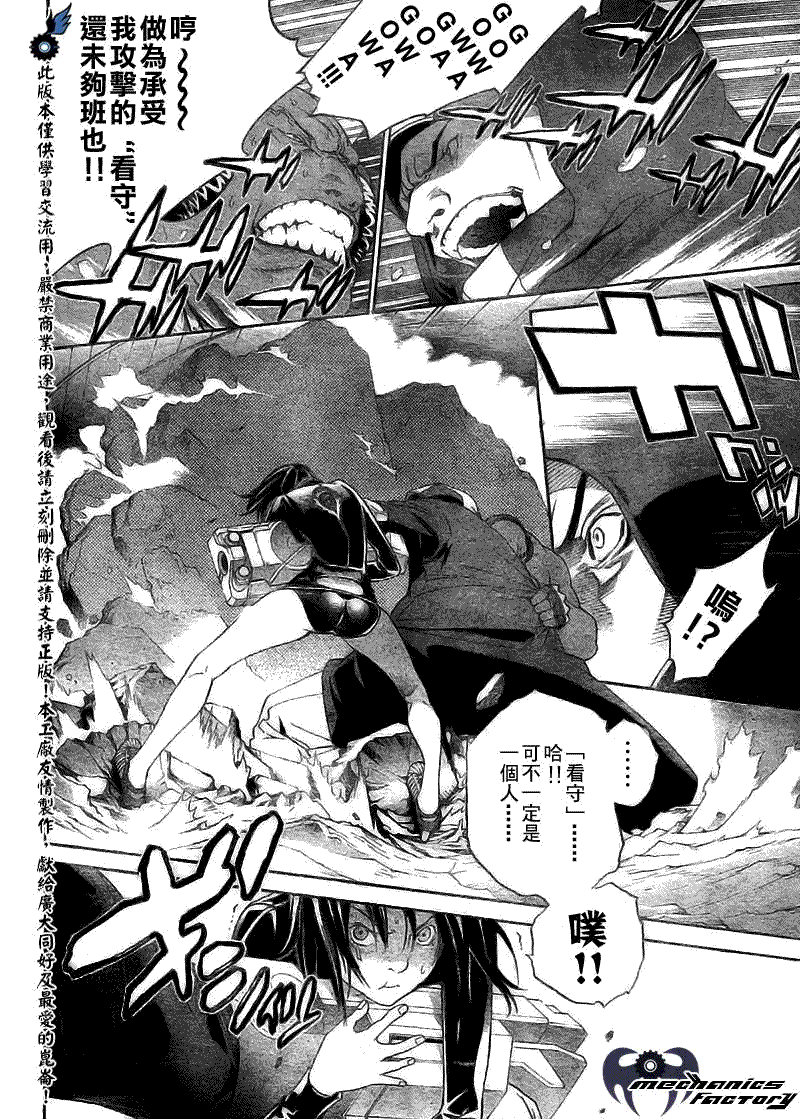 GGGG
OOOO
WWAA
AA!!!
哼～～～
做為承受
我攻擊的
“看守”
還未夠班也!!
嗚!?
……
「看守」……
哈!!
可不一定是
一個人……
噗!!
此版本僅供學習交流用，嚴禁商業用途，觀看後請立刻刪除並請支持正版！本工廠友情製作，獻給廣大同好及最愛的崑崙！
mechanics
Factory